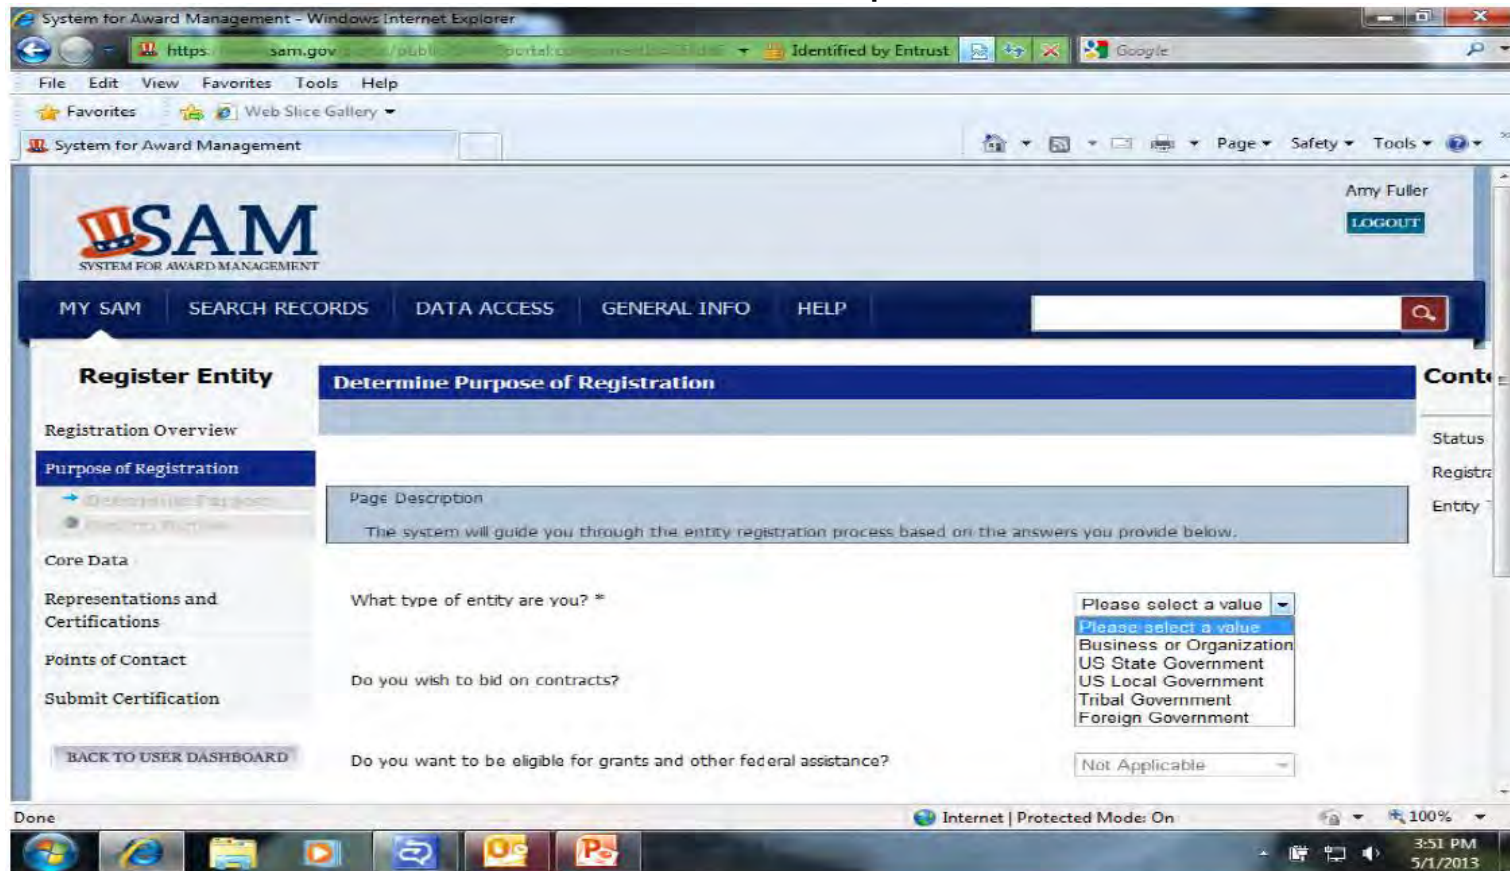 System for Award Management - Windows Internet Explorer
https sam.gov Identified by Entrust Google
File Edit View Favorites Tools Help
Favorites Web Slice Gallery
System for Award Management Page Safety Tools
Amy Fuller
LOGOUT
SAM
SYSTEM FOR AWARD MANAGEMENT
MY SAM SEARCH RECORDS DATA ACCESS GENERAL INFO HELP
Register Entity
Registration Overview
Purpose of Registration
Core Data
Representations and
Certifications
Points of Contact
Submit Certification
BACK TO USER DASHBOARD
Determine Purpose of Registration
Page Description
The system will guide you through the entity registration process based on the answers you provide below.
What type of entity are you? *
Please select a value
Please select a value
Business or Organization
US State Government
US Local Government
Tribal Government
Foreign Government
Do you wish to bid on contracts?
Do you want to be eligible for grants and other federal assistance?
Not Applicable
Conte
Status
Registra
Entity T
Done Internet | Protected Mode: On 100%
3:51 PM
5/1/2013